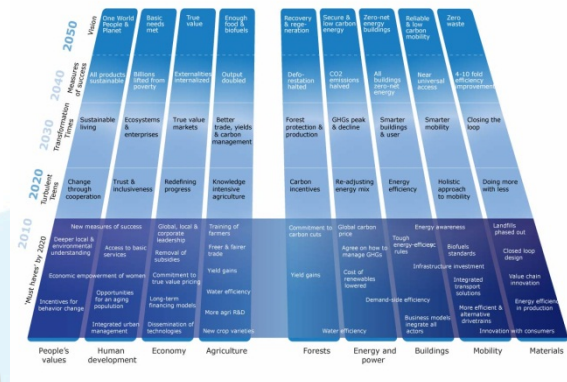 2050
Vision
One World
People &
Planet
Basic
needs
met
True
value
Enough
food &
biofuels
Recovery
& rege-
neration
Secure &
low carbon
energy
Zero-net
energy
buildings
Reliable &
low carbon
mobility
Zero
waste
2040
Measures
of success
All products
sustainable
Billions
lifted from
poverty
Externalities
internalized
Output
doubled
Defo-
restation
halted
CO2
emissions
halved
All
buildings
zero-net
energy
Near
universal
access
4-10 fold
efficiency
improvement
2030
Transformation
Times
Sustainable
living
Ecosystems
&
enterprises
True value
markets
Better
trade, yields
& carbon
management
Forest
protection &
production
GHGs peak
& decline
Smarter
buildings
& user
Smarter
mobility
Closing the
loop
2020
Turbulent
Teens
Change
through
cooperation
Trust &
inclusiveness
Redefining
progress
Knowledge
intensive
agriculture
Carbon
incentives
Re-adjusting
energy mix
Energy
efficiency
Holistic
approach to
mobility
Doing more
with less
2010
'Must haves' by 2020
New measures of success
Deeper local &
environmental
understanding
Access to basic
services
Economic empowerment of women
Incentives for
behavior change
Opportunities
for an aging
population
Integrated urban
management
Global, local &
corporate
leadership
Removal of
subsidies
Commitment to
true value pricing
Long-term
financing models
Dissemination of
technologies
Training of
farmers
Freer & fairer
trade
Yield gains
Water efficiency
More agri R&D
New crop varieties
Commitment to
carbon cuts
Yield gains
Water efficiency
Global carbon
price
Agree on how to
manage GHGs
Cost of
renewables
lowered
Demand-side efficiency
Energy awareness
Tough
energy-efficiency
rules
Infrastructure investment
Business models
inegrate all
actors
Biofuels
standards
Integrated
transport
solutions
More efficient &
alternative
drivetrains
Landfills
phased out
Closed loop
design
Value chain
innovation
Energy efficiency
in production
Innovation with consumers
People's
values
Human
development
Economy
Agriculture
Forests
Energy and
power
Buildings
Mobility
Materials